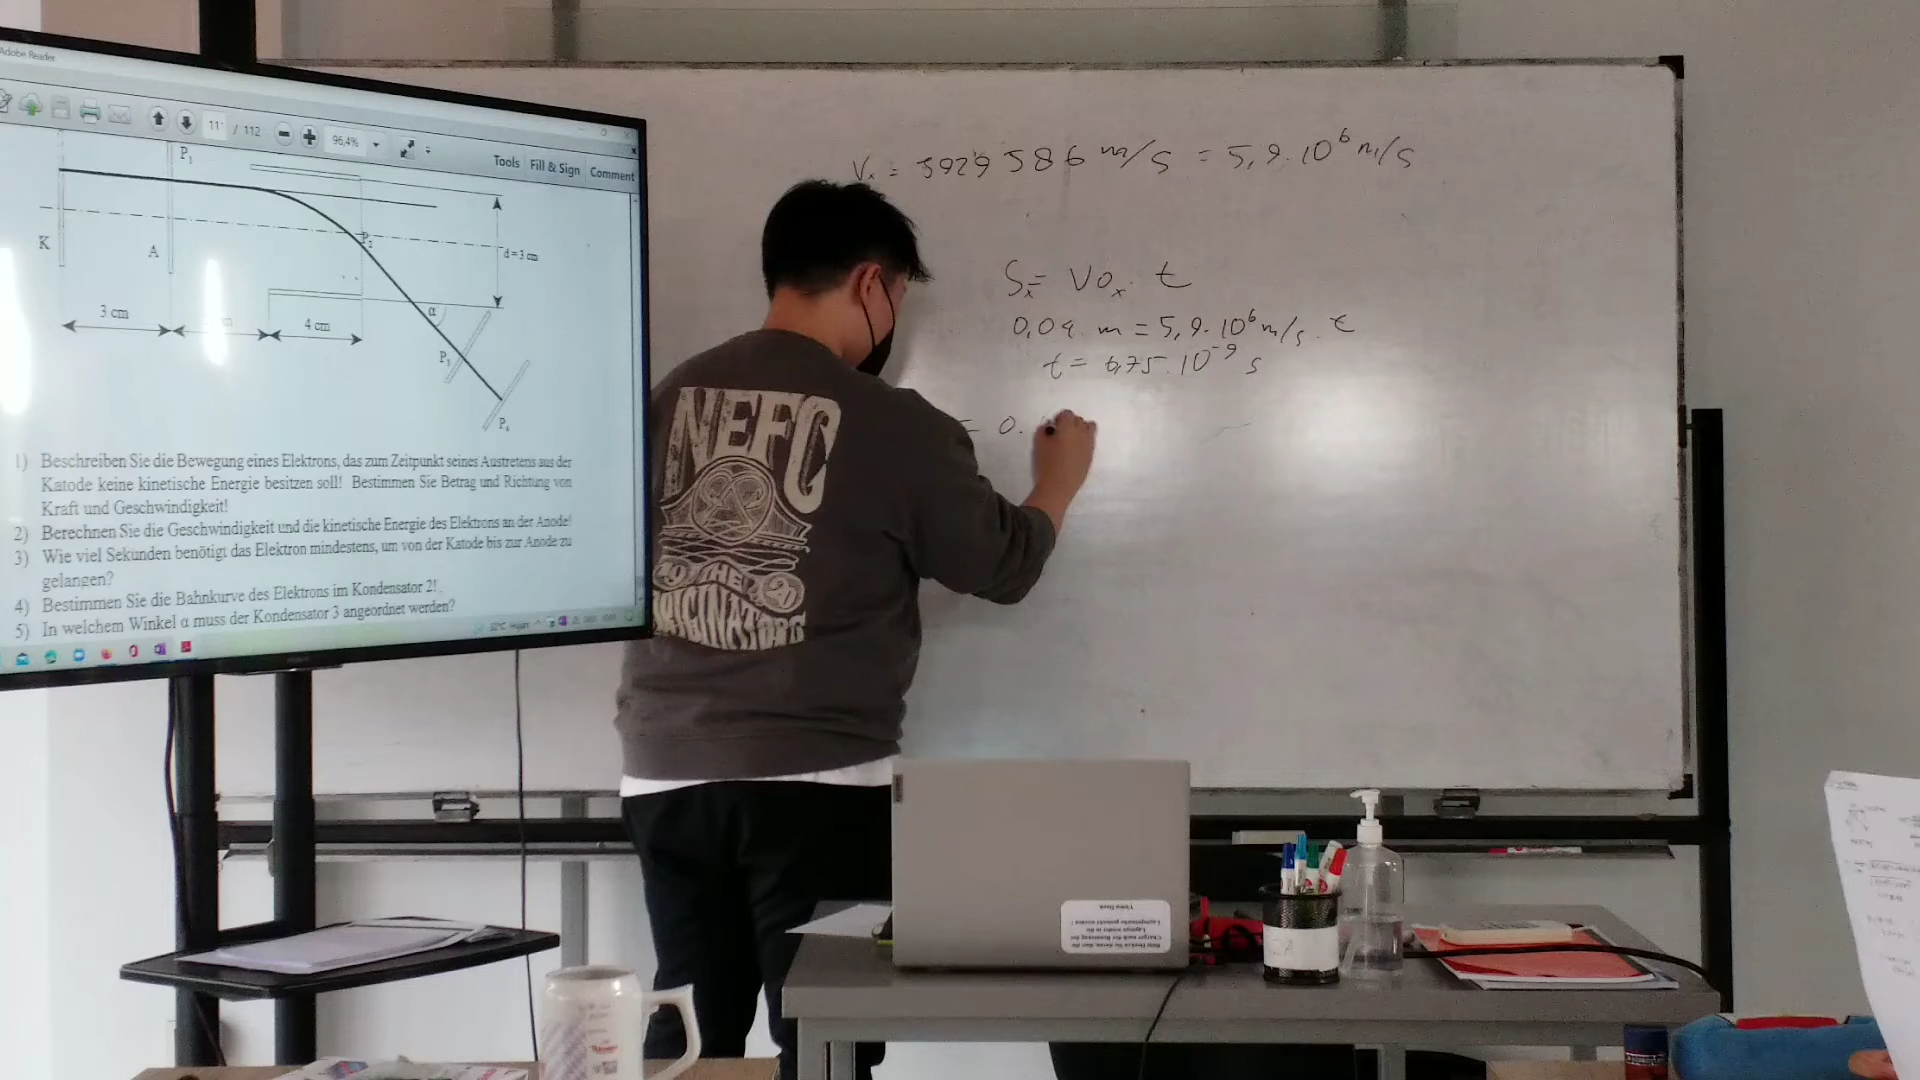 Adobe Reader
111 / 112
96,4%
Tools
Fill & Sign
Comment
P₁
K
A
P₂
d = 3 cm
3 cm
4 cm
α
P₃
P₄
1) Beschreiben Sie die Bewegung eines Elektrons, das zum Zeitpunkt seines Austretens aus der
Katode keine kinetische Energie besitzen soll! Bestimmen Sie Betrag und Richtung von
Kraft und Geschwindigkeit!
2) Berechnen Sie die Geschwindigkeit und die kinetische Energie des Elektrons an der Anode!
3) Wie viel Sekunden benötigt das Elektron mindestens, um von der Katode bis zur Anode zu
gelangen?
4) Bestimmen Sie die Bahnkurve des Elektrons im Kondensator 2!
5) In welchem Winkel α muss der Kondensator 3 angeordnet werden?
Vₓ = 5929586 m/s = 5,9·10⁶ m/s
Sₓ = V0ₓ · t
0,04 m = 5,9·10⁶ m/s · t
t = 6,75·10⁻⁹ s
= 0.
NEFC
THE
ORIGINATORS